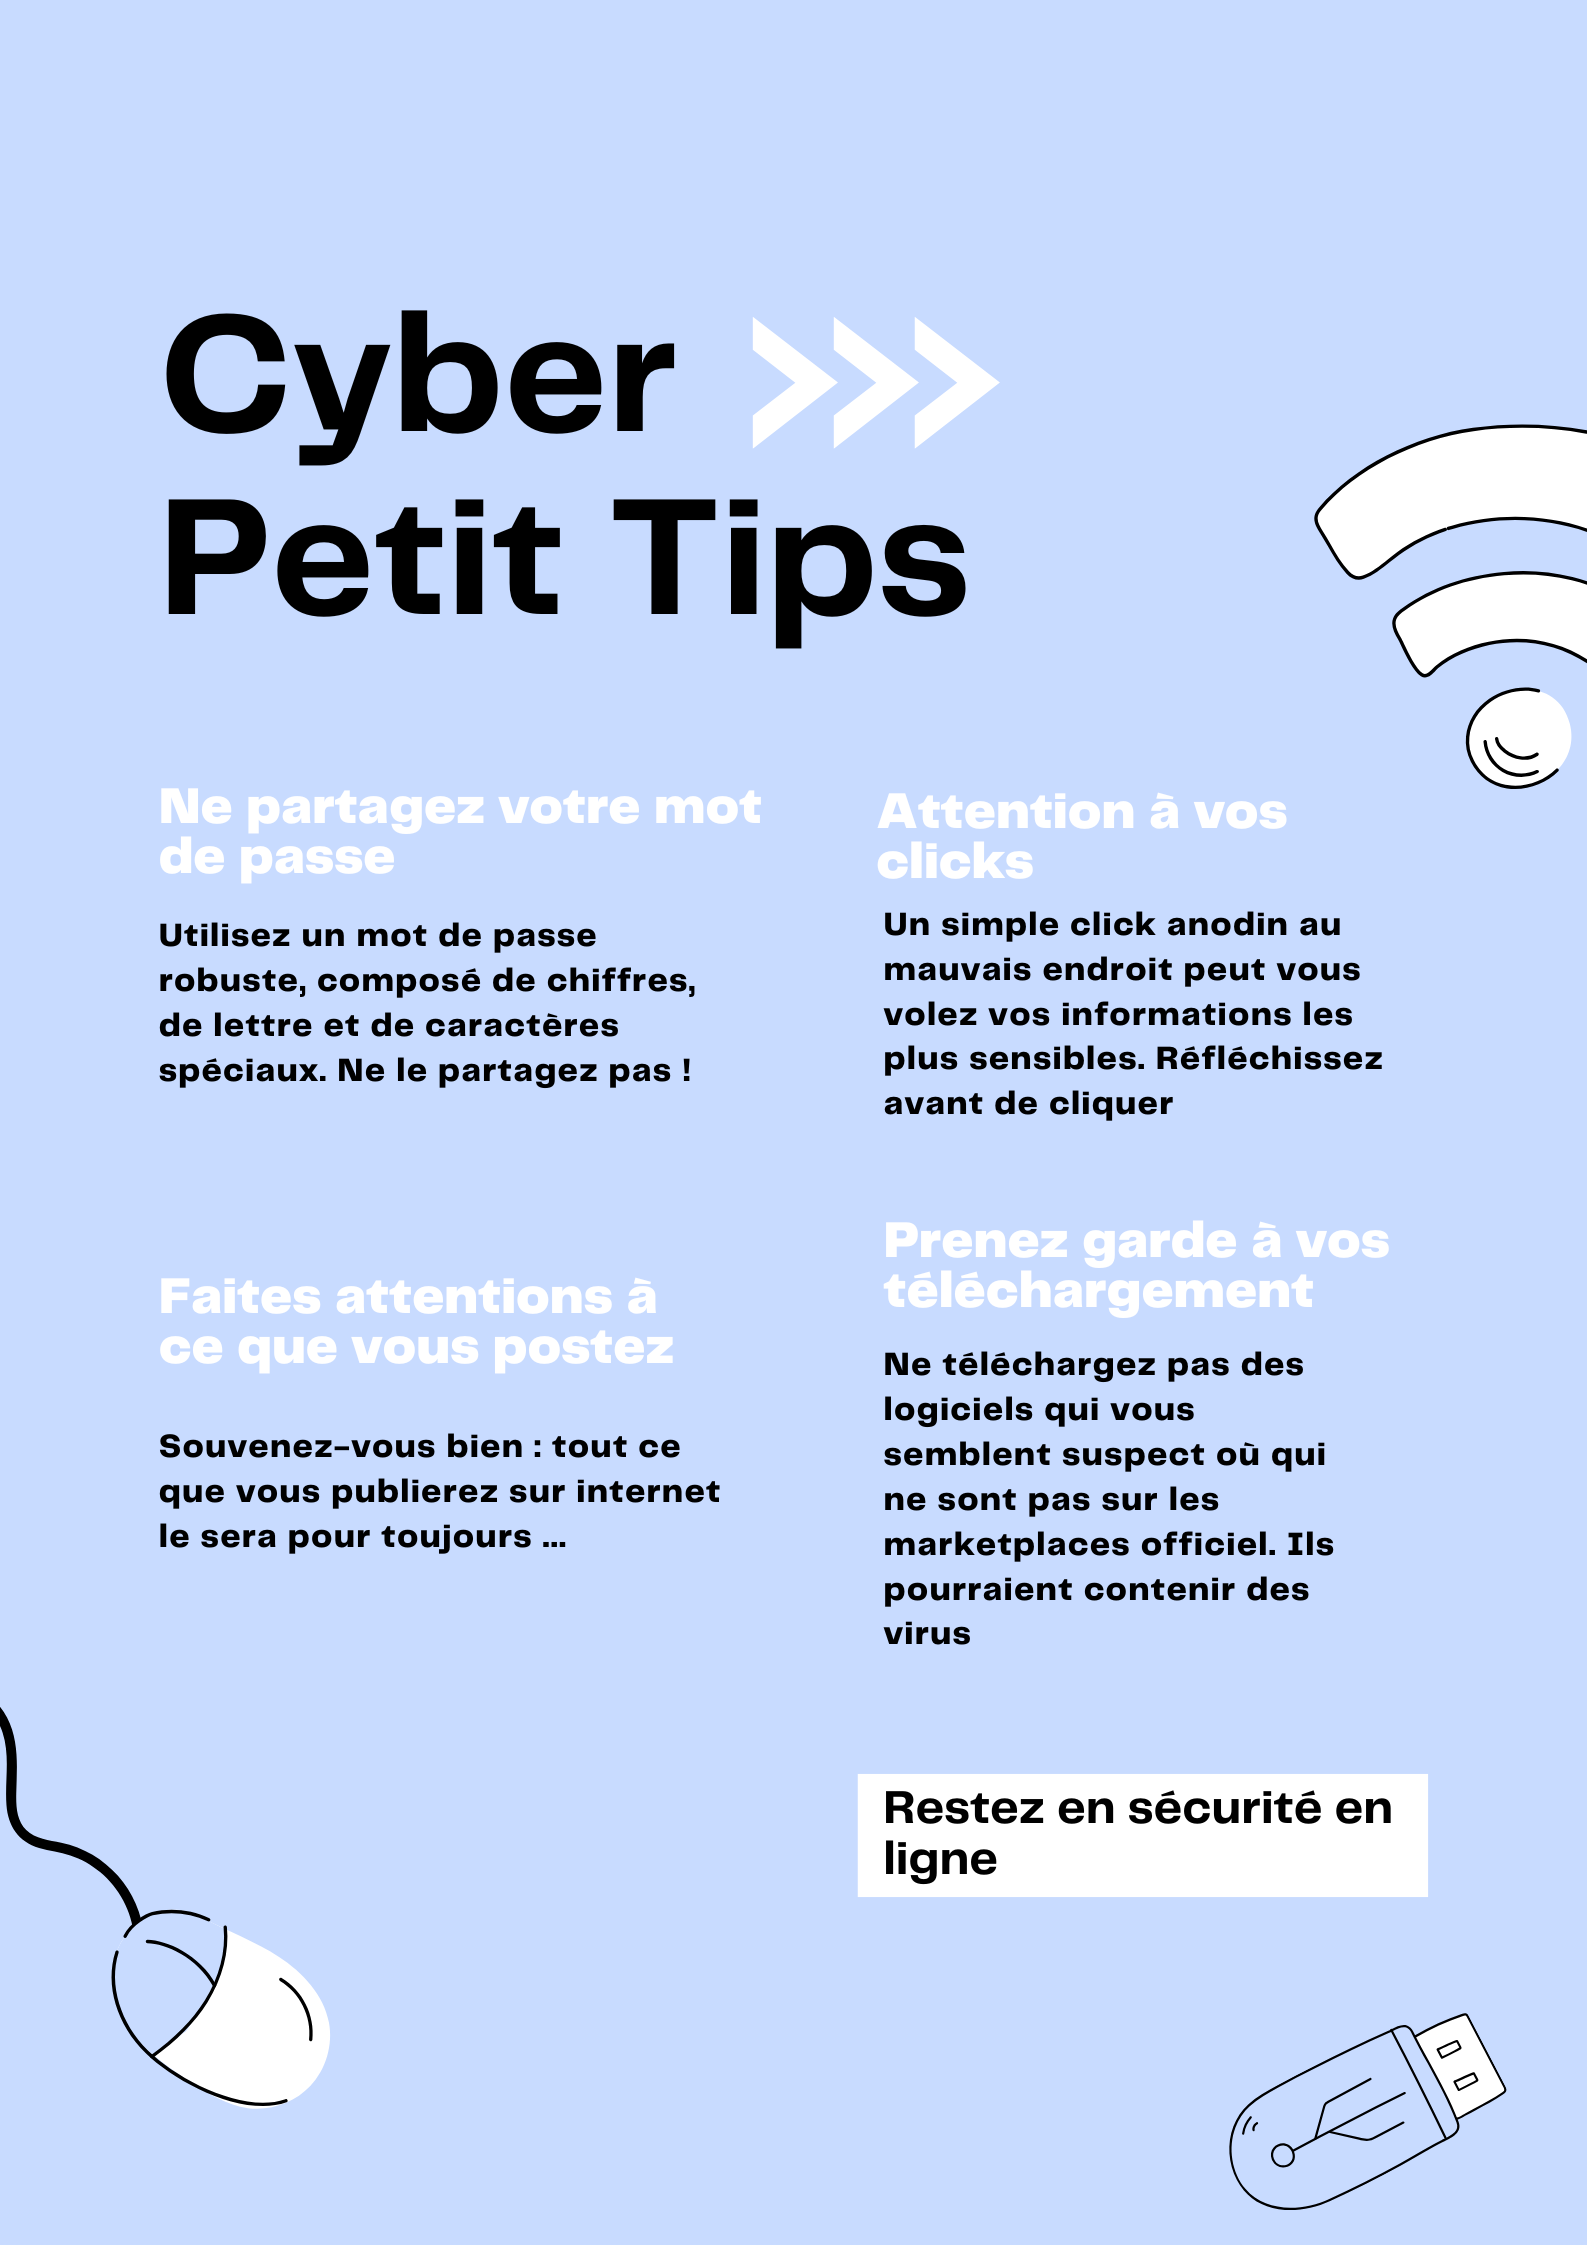 Cyber
Petit Tips
Ne partagez votre mot
de passe
Utilisez un mot de passe
robuste, composé de chiffres,
de lettre et de caractères
spéciaux. Ne le partagez pas !
Faites attentions à
ce que vous postez
Souvenez-vous bien : tout ce
que vous publierez sur internet
le sera pour toujours ...
Attention à vos
clicks
Un simple click anodin au
mauvais endroit peut vous
volez vos informations les
plus sensibles. Réfléchissez
avant de cliquer
Prenez garde à vos
téléchargement
Ne téléchargez pas des
logiciels qui vous
semblent suspect où qui
ne sont pas sur les
marketplaces officiel. Ils
pourraient contenir des
virus
Restez en sécurité en
ligne